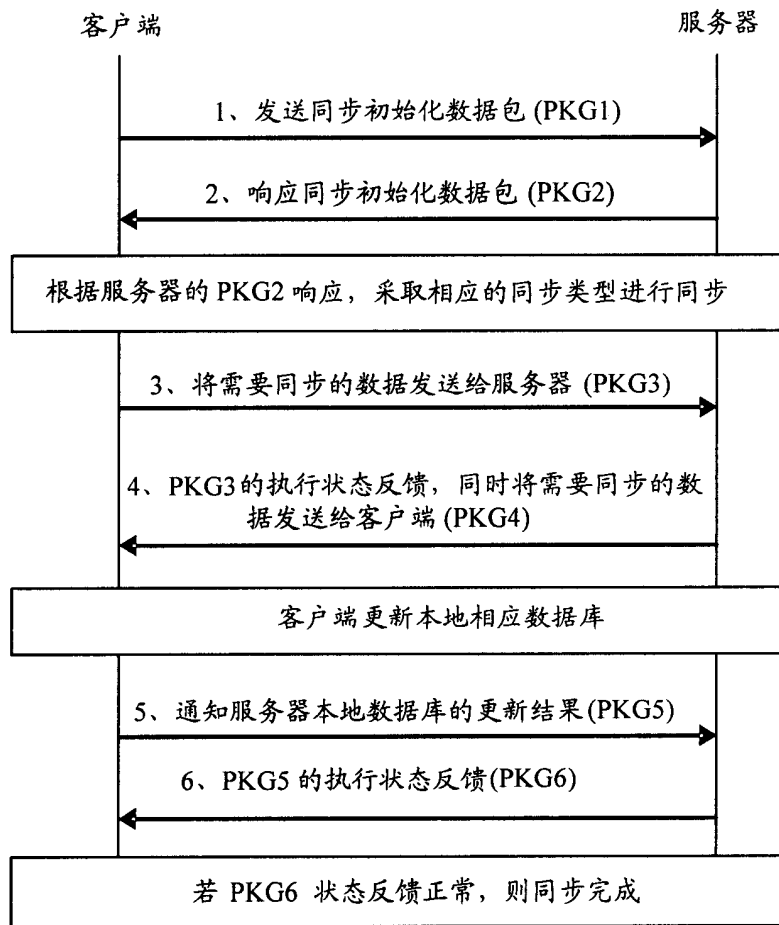 客户端
服务器
1、发送同步初始化数据包 (PKG1)
2、响应同步初始化数据包 (PKG2)
根据服务器的 PKG2 响应，采取相应的同步类型进行同步
3、将需要同步的数据发送给服务器 (PKG3)
4、PKG3的执行状态反馈，同时将需要同步的数
据发送给客户端 (PKG4)
客户端更新本地相应数据库
5、通知服务器本地数据库的更新结果(PKG5)
6、PKG5 的执行状态反馈(PKG6)
若 PKG6 状态反馈正常，则同步完成